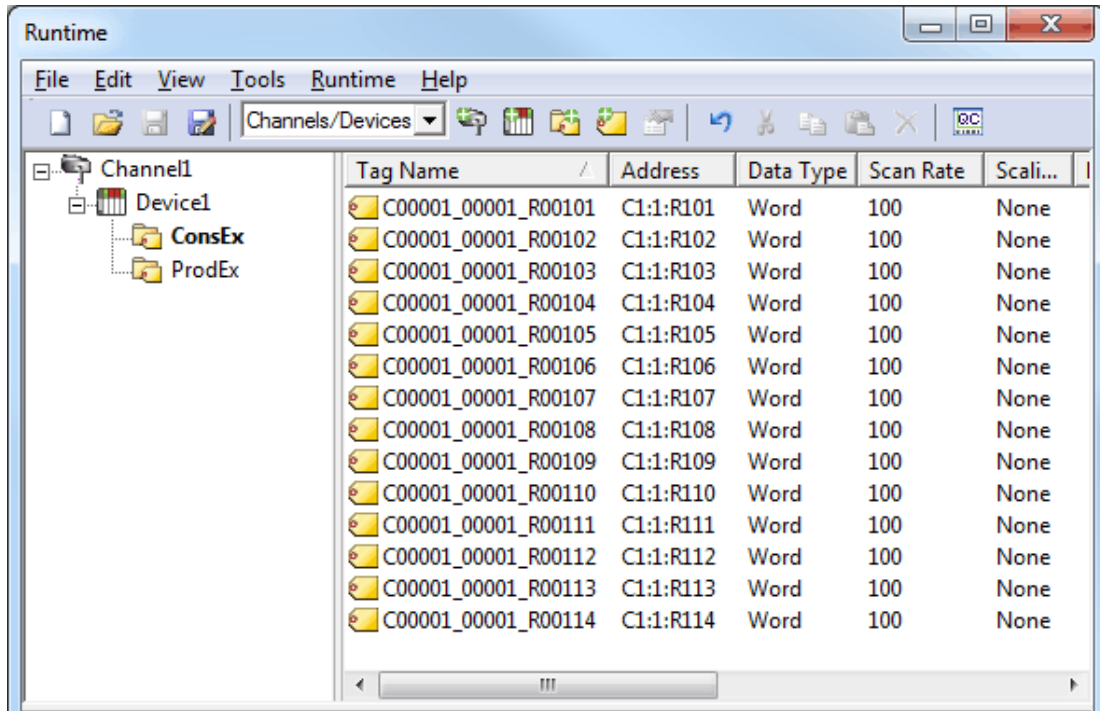 Runtime
File Edit View Tools Runtime Help
Channels/Devices QC
Channel1
Device1
ConsEx
ProdEx
Tag Name Address Data Type Scan Rate Scali...
C00001_00001_R00101 C1:1:R101 Word 100 None
C00001_00001_R00102 C1:1:R102 Word 100 None
C00001_00001_R00103 C1:1:R103 Word 100 None
C00001_00001_R00104 C1:1:R104 Word 100 None
C00001_00001_R00105 C1:1:R105 Word 100 None
C00001_00001_R00106 C1:1:R106 Word 100 None
C00001_00001_R00107 C1:1:R107 Word 100 None
C00001_00001_R00108 C1:1:R108 Word 100 None
C00001_00001_R00109 C1:1:R109 Word 100 None
C00001_00001_R00110 C1:1:R110 Word 100 None
C00001_00001_R00111 C1:1:R111 Word 100 None
C00001_00001_R00112 C1:1:R112 Word 100 None
C00001_00001_R00113 C1:1:R113 Word 100 None
C00001_00001_R00114 C1:1:R114 Word 100 None